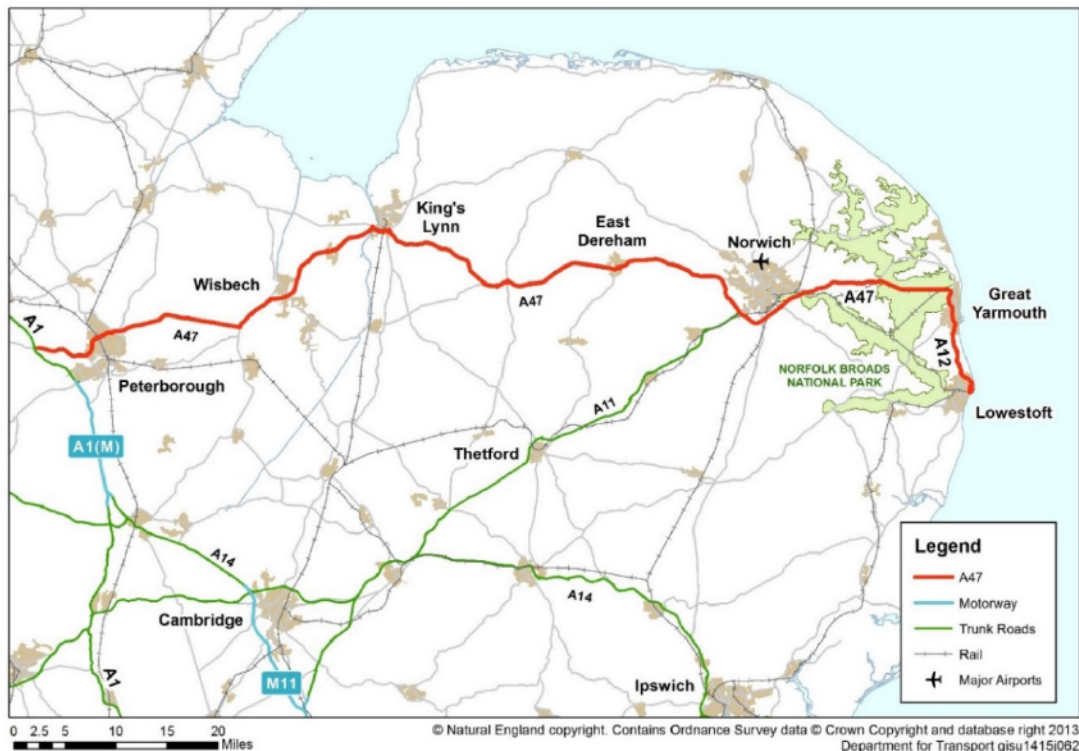 King's
Lynn
East
Dereham
Norwich
Wisbech
A47
A47
Great
Yarmouth
A1
A47
A12
Peterborough
NORFOLK BROADS
NATIONAL PARK
Lowestoft
A11
A1(M)
Thetford
A14
A14
Cambridge
A1
M11
Ipswich
Legend
A47
Motorway
Trunk Roads
Rail
Major Airports
0 2.5 5 10 15 20
Miles
© Natural England copyright. Contains Ordnance Survey data © Crown Copyright and database right 2013
Department for Transport gisu1415j062